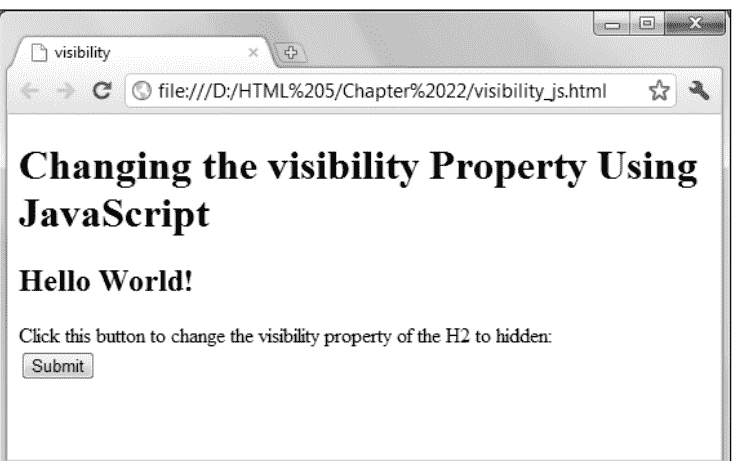 visibility
file:///D:/HTML%205/Chapter%2022/visibility_js.html
Changing the visibility Property Using
JavaScript
Hello World!
Click this button to change the visibility property of the H2 to hidden:
Submit